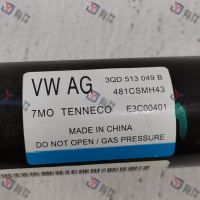 VW AG 3QD 513 049 B
481CSMH43
7MO TENNECO E3C00401
MADE IN CHINA
DO NOT OPEN / GAS PRESSURE